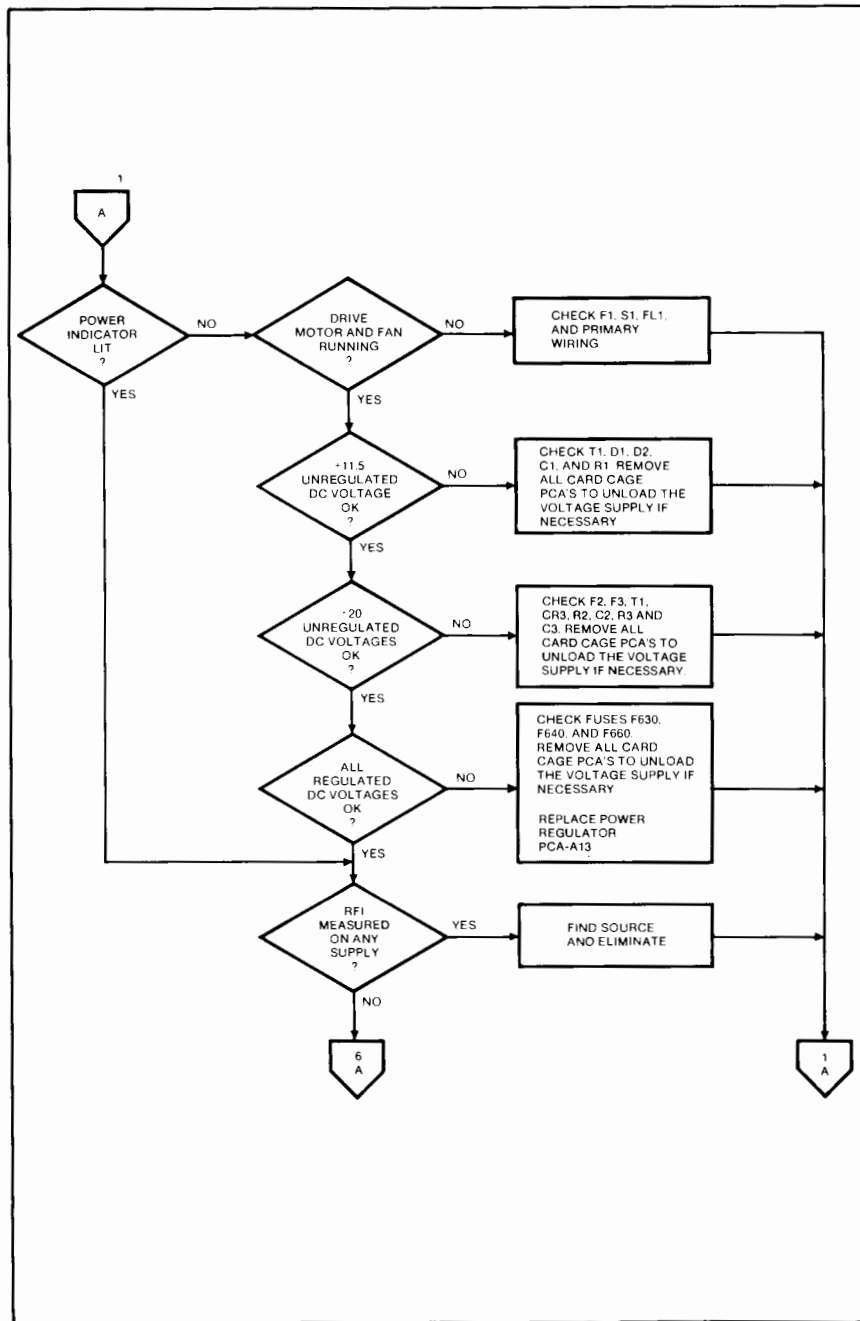 1
A
POWER
INDICATOR
LIT
?
NO
YES
DRIVE
MOTOR AND FAN
RUNNING
?
NO
YES
CHECK F1, S1, FL1,
AND PRIMARY
WIRING
+11.5
UNREGULATED
DC VOLTAGE
OK
?
NO
YES
CHECK T1, D1, D2,
C1, AND R1 REMOVE
ALL CARD CAGE
PCA'S TO UNLOAD THE
VOLTAGE SUPPLY IF
NECESSARY
-20
UNREGULATED
DC VOLTAGES
OK
?
NO
YES
CHECK F2, F3, T1,
CR3, R2, C2, R3 AND
C3, REMOVE ALL
CARD CAGE PCA'S TO
UNLOAD THE VOLTAGE
SUPPLY IF NECESSARY.
ALL
REGULATED
DC VOLTAGES
OK
?
NO
YES
CHECK FUSES F630,
F640, AND F660.
REMOVE ALL CARD
CAGE PCA'S TO UNLOAD
THE VOLTAGE SUPPLY IF
NECESSARY
REPLACE POWER
REGULATOR
PCA-A13
RFI
MEASURED
ON ANY
SUPPLY
?
YES
NO
FIND SOURCE
AND ELIMINATE
6
A
1
A